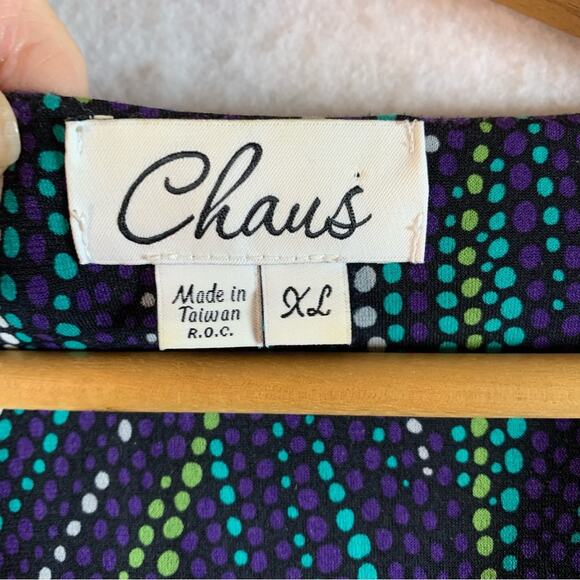 Chaus
Made in
Taiwan
R.O.C.
XL